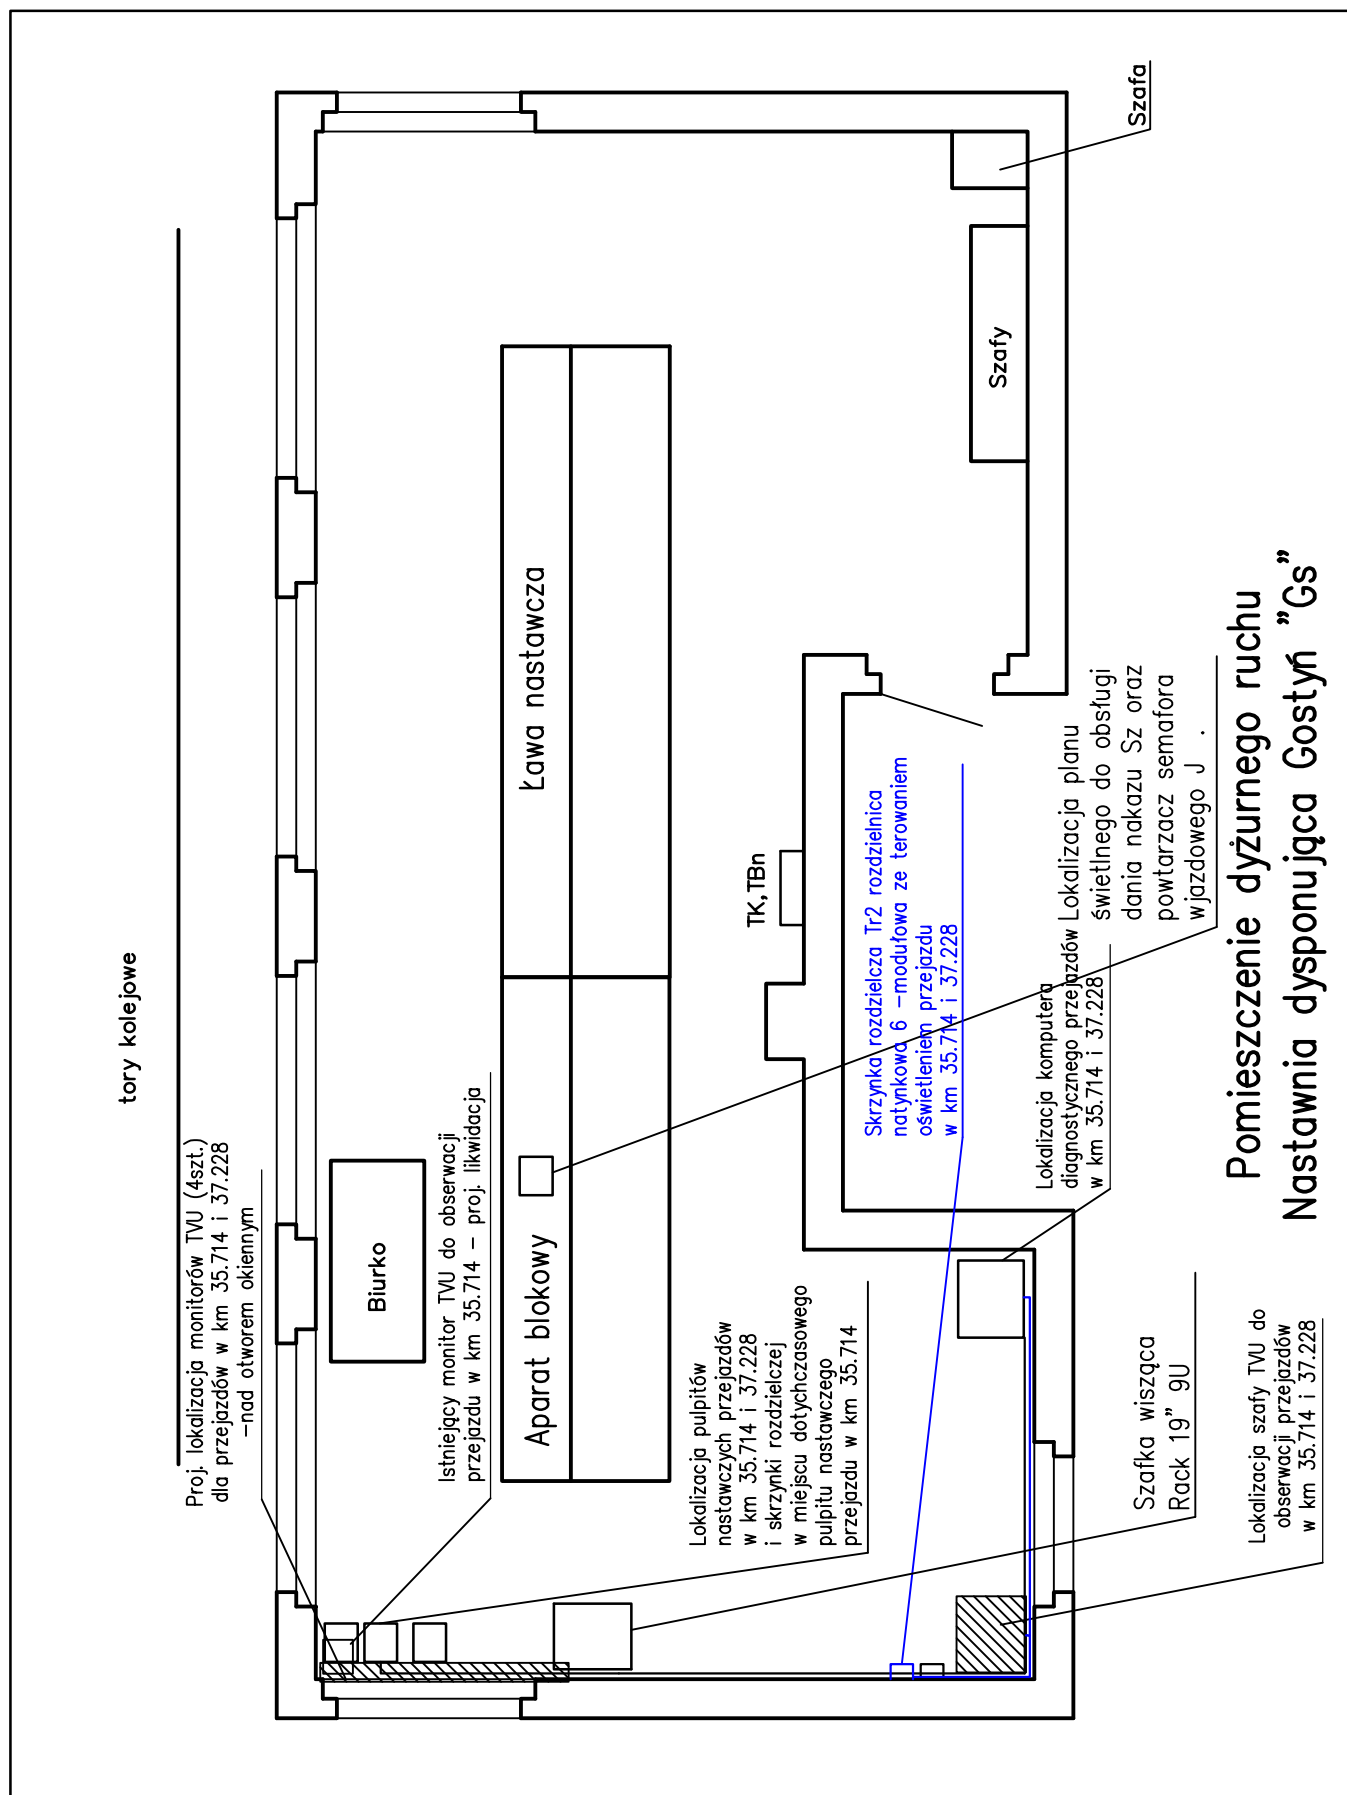 tory kolejowe
Proj. lokalizacja monitorów TVU (4szt.)
dla przejazdów w km 35.714 i 37.228
–nad otworem okiennym
Biurko
Istniejący monitor TVU do obserwacji
przejazdu w km 35.714 – proj. likwidacja
Aparat blokowy
Ława nastawcza
Lokalizacja pulpitów
nastawczych przejazdów
w km 35.714 i 37.228
i skrzynki rozdzielczej
w miejscu dotychczasowego
pulpitu nastawczego
przejazdu w km 35.714
TK,TBn
Skrzynka rozdzielcza Tr2 rozdzielnica
natynkowa 6 –modułowa ze terowaniem
oświetleniem przejazdu
w km 35.714 i 37.228
Szafy
Szafa
Lokalizacja komputera
diagnostycznego przejazdów
w km 35.714 i 37.228
Lokalizacja planu
świetlnego do obsługi
dania nakazu Sz oraz
powtarzacz semafora
wjazdowego J .
Szafka wisząca
Rack 19" 9U
Lokalizacja szafy TVU do
obserwacji przejazdów
w km 35.714 i 37.228
Pomieszczenie dyżurnego ruchu
Nastawnia dysponująca Gostyń "Gs"